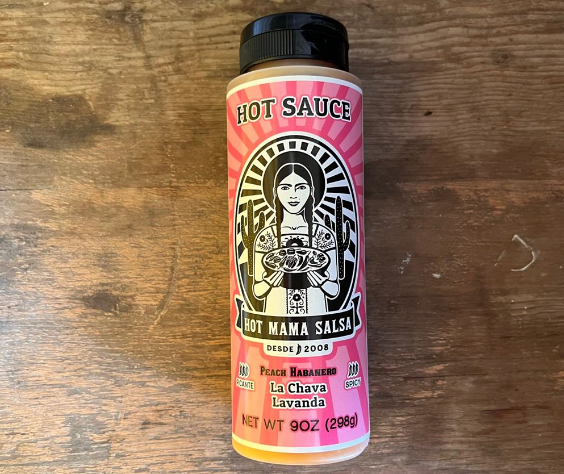 HOT SAUCE
HOT MAMA SALSA
DESDE 2008
PEACH HABANERO
La Chava
Lavanda
PICANTE
SPICY
NET WT 9OZ (298g)